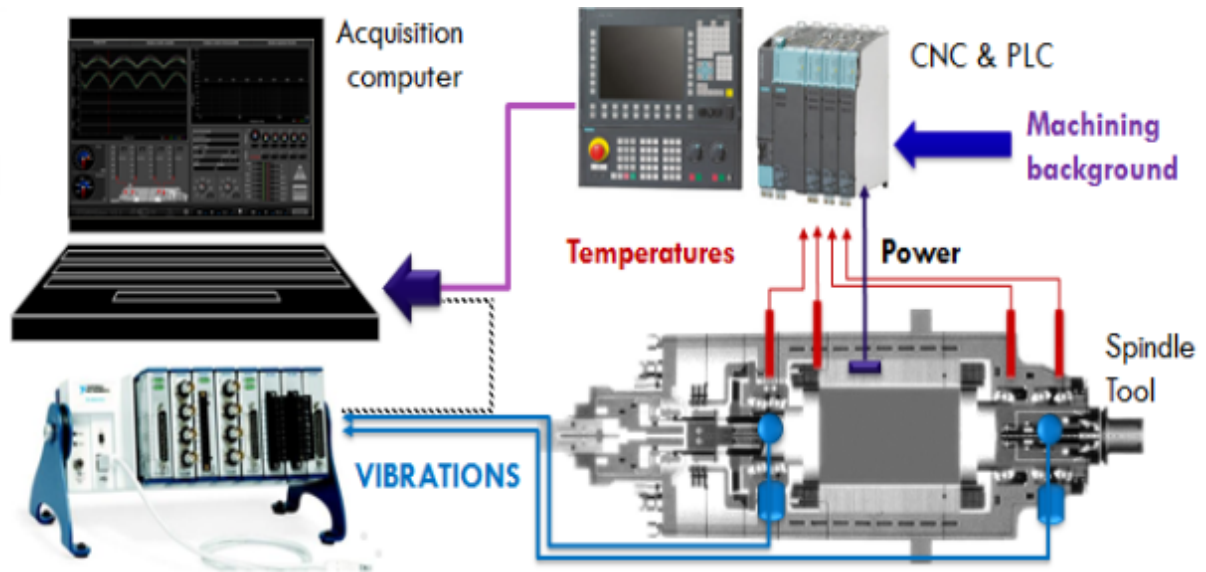 Acquisition
computer
CNC & PLC
Machining
background
Temperatures
Power
Spindle
Tool
VIBRATIONS